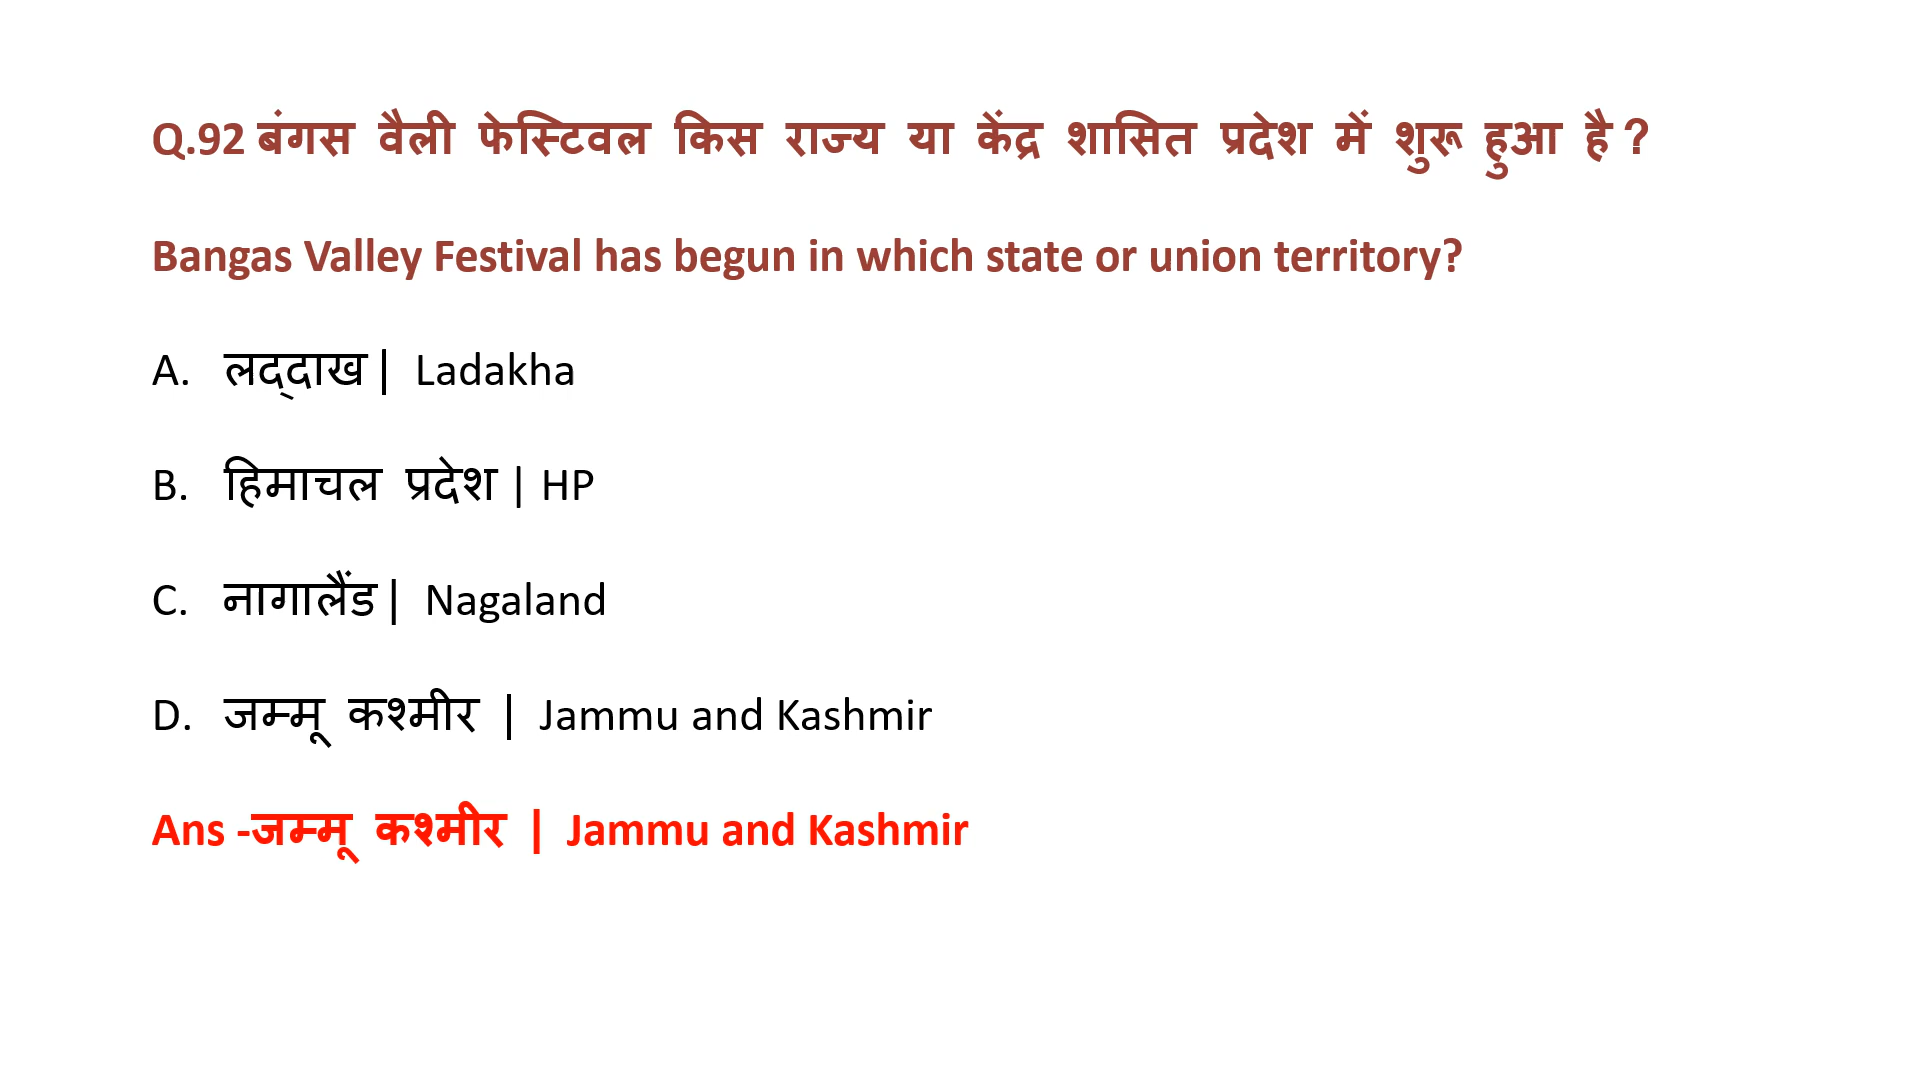 Q.92 बंगस वैली फेस्टिवल किस राज्य या केंद्र शासित प्रदेश में शुरू हुआ है ?
Bangas Valley Festival has begun in which state or union territory?
A. लद्दाख | Ladakha
B. हिमाचल प्रदेश | HP
C. नागालैंड | Nagaland
D. जम्मू कश्मीर | Jammu and Kashmir
Ans -जम्मू कश्मीर | Jammu and Kashmir